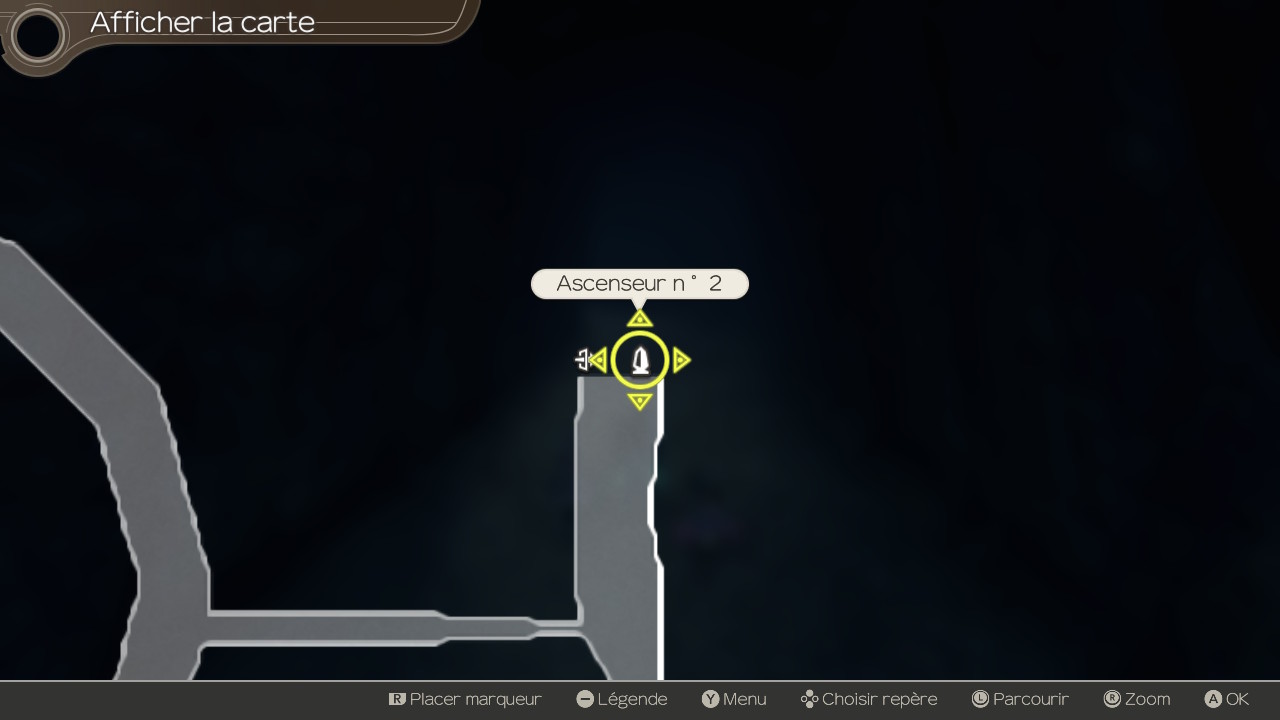 Afficher la carte
Ascenseur n° 2
R Placer marqueur − Légende Y Menu Choisir repère L Parcourir R Zoom A OK